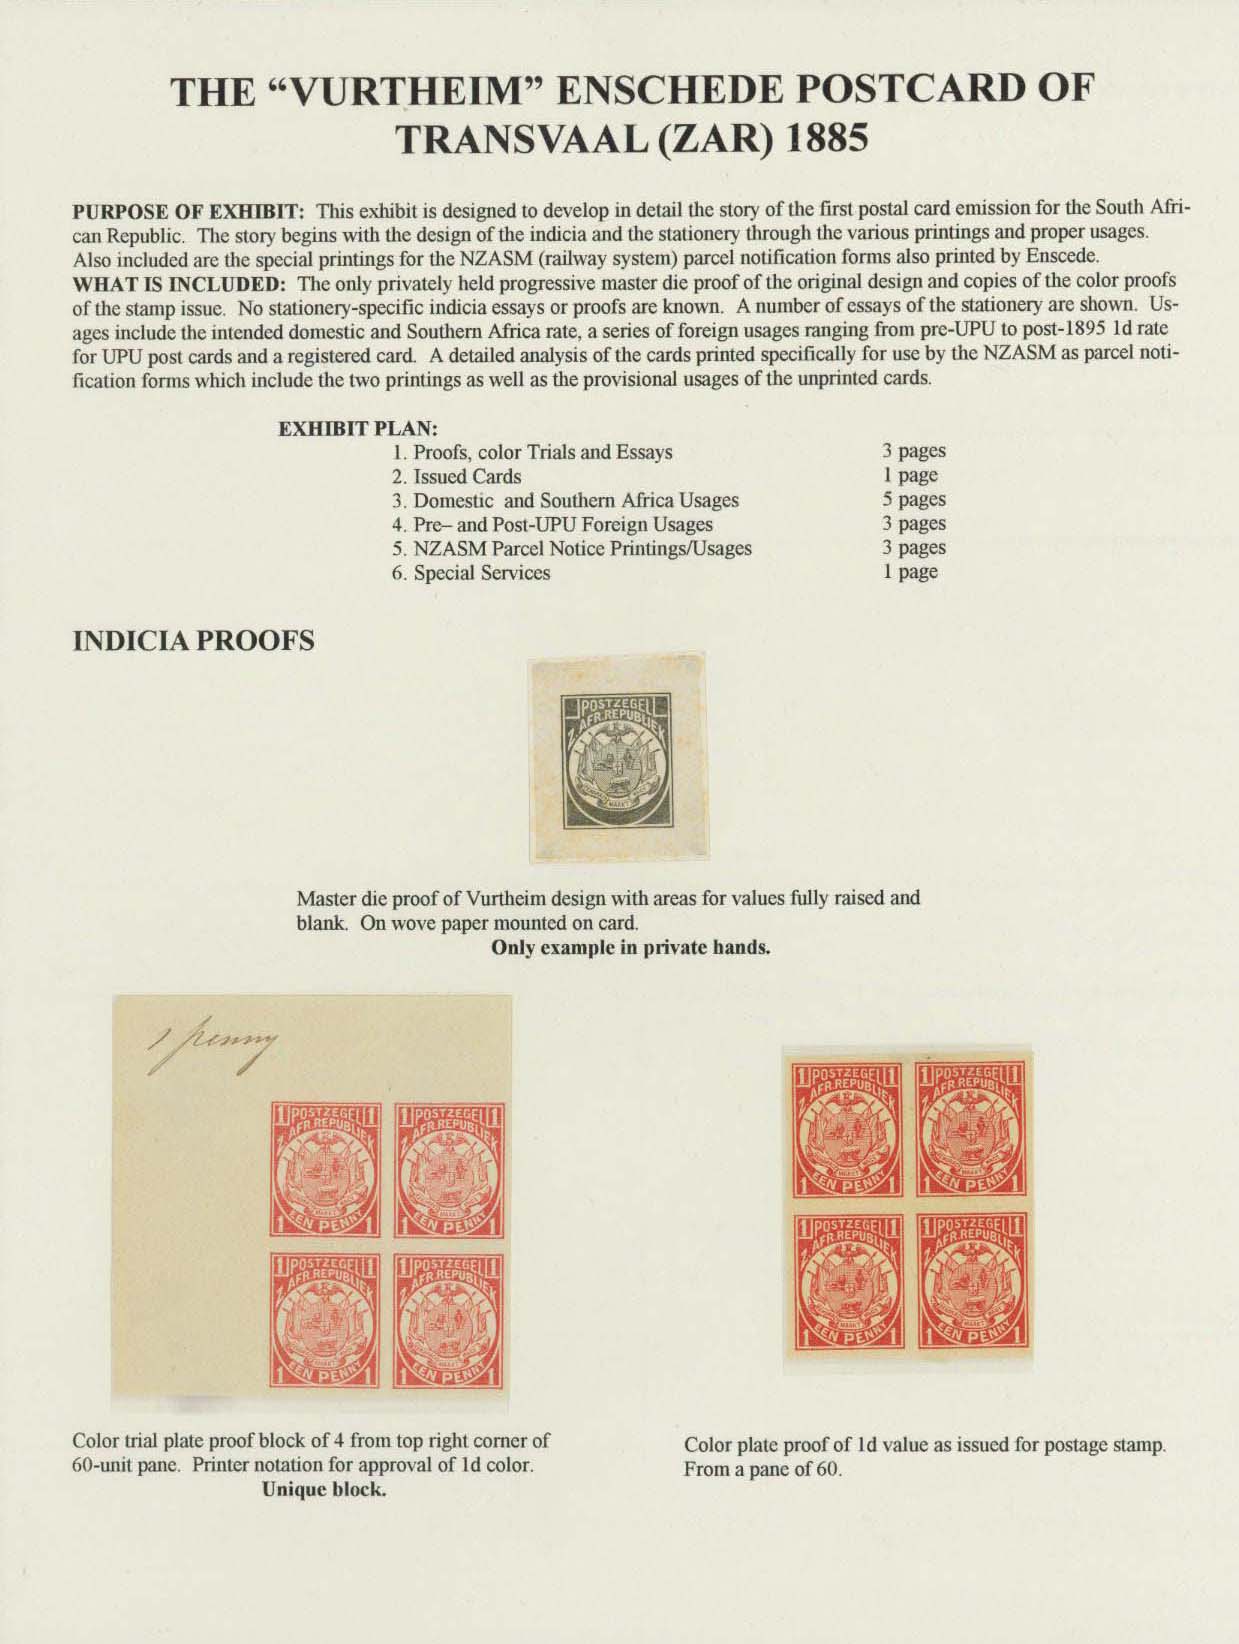 THE “VURTHEIM” ENSCHEDE POSTCARD OF
TRANSVAAL (ZAR) 1885
PURPOSE OF EXHIBIT: This exhibit is designed to develop in detail the story of the first postal card emission for the South Afri-
can Republic. The story begins with the design of the indicia and the stationery through the various printings and proper usages.
Also included are the special printings for the NZASM (railway system) parcel notification forms also printed by Enscede.
WHAT IS INCLUDED: The only privately held progressive master die proof of the original design and copies of the color proofs
of the stamp issue. No stationery-specific indicia essays or proofs are known. A number of essays of the stationery are shown. Us-
ages include the intended domestic and Southern Africa rate, a series of foreign usages ranging from pre-UPU to post-1895 1d rate
for UPU post cards and a registered card. A detailed analysis of the cards printed specifically for use by the NZASM as parcel noti-
fication forms which include the two printings as well as the provisional usages of the unprinted cards.
EXHIBIT PLAN:
1. Proofs, color Trials and Essays 3 pages
2. Issued Cards 1 page
3. Domestic and Southern Africa Usages 5 pages
4. Pre– and Post-UPU Foreign Usages 3 pages
5. NZASM Parcel Notice Printings/Usages 3 pages
6. Special Services 1 page
INDICIA PROOFS
POSTZEGEL
Z. AFR. REPUBLIEK
MAAKT
Master die proof of Vurtheim design with areas for values fully raised and
blank. On wove paper mounted on card.
Only example in private hands.
1 penny
1 POSTZEGEL 1
Z. AFR. REPUBLIEK
MAAKT
1 EEN PENNY 1
1 POSTZEGEL 1
Z. AFR. REPUBLIEK
MAAKT
1 EEN PENNY 1
1 POSTZEGEL 1
Z. AFR. REPUBLIEK
MAAKT
1 EEN PENNY 1
1 POSTZEGEL 1
Z. AFR. REPUBLIEK
MAAKT
1 EEN PENNY 1
Color trial plate proof block of 4 from top right corner of
60-unit pane. Printer notation for approval of 1d color.
Unique block.
1 POSTZEGEL 1
Z. AFR. REPUBLIEK
MAAKT
1 EEN PENNY 1
1 POSTZEGEL 1
Z. AFR. REPUBLIEK
MAAKT
1 EEN PENNY 1
1 POSTZEGEL 1
Z. AFR. REPUBLIEK
MAAKT
1 EEN PENNY 1
1 POSTZEGEL 1
Z. AFR. REPUBLIEK
MAAKT
1 EEN PENNY 1
Color plate proof of 1d value as issued for postage stamp.
From a pane of 60.